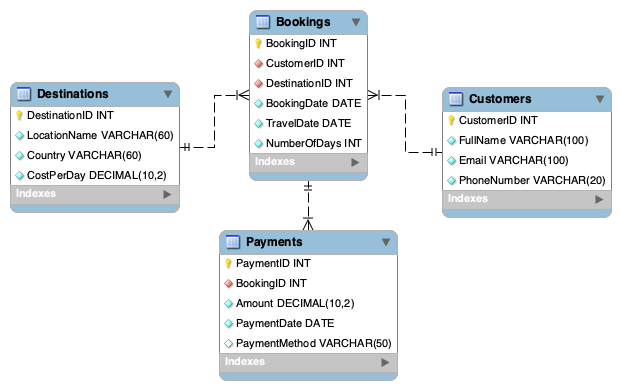 Bookings
BookingID INT
CustomerID INT
DestinationID INT
BookingDate DATE
TravelDate DATE
NumberOfDays INT
Indexes
Destinations
DestinationID INT
LocationName VARCHAR(60)
Country VARCHAR(60)
CostPerDay DECIMAL(10,2)
Indexes
Customers
CustomerID INT
FullName VARCHAR(100)
Email VARCHAR(100)
PhoneNumber VARCHAR(20)
Indexes
Payments
PaymentID INT
BookingID INT
Amount DECIMAL(10,2)
PaymentDate DATE
PaymentMethod VARCHAR(50)
Indexes